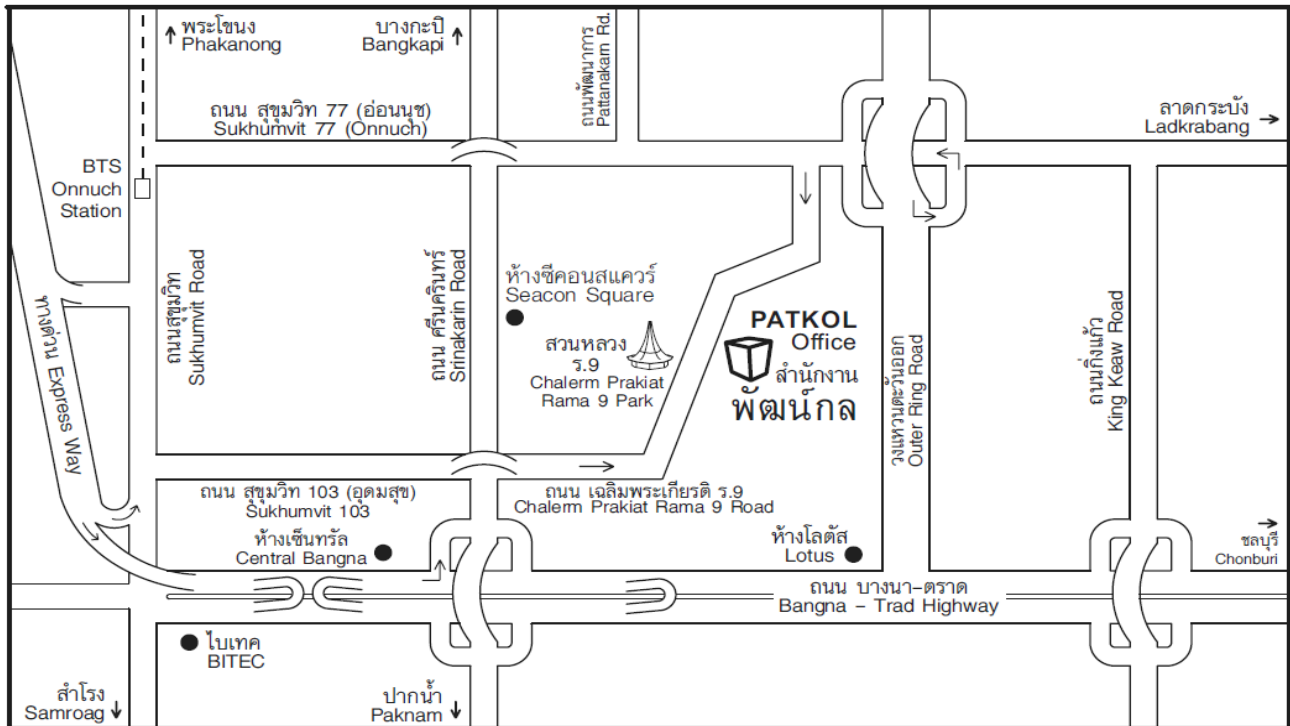 พระโขนง
Phakanong
บางกะปิ
Bangkapi
ถนนพัฒนาการ
Pattanakarn Rd.
ถนน สุขุมวิท 77 (อ่อนนุช)
Sukhumvit 77 (Onnuch)
ลาดกระบัง
Ladkrabang
BTS
Onnuch
Station
ทางด่วน Express Way
ถนนสุขุมวิท
Sukhumvit Road
ถนน ศรีนครินทร์
Srinakarin Road
ห้างซีคอนสแควร์
Seacon Square
สวนหลวง
ร.9
Chalerm Prakiat
Rama 9 Park
PATKOL
Office
สำนักงาน
พัฒน์กล
วงแหวนตะวันออก
Outer Ring Road
ถนนกิ่งแก้ว
King Keaw Road
ถนน สุขุมวิท 103 (อุดมสุข)
Sukhumvit 103
ถนน เฉลิมพระเกียรติ ร.9
Chalerm Prakiat Rama 9 Road
ห้างเซ็นทรัล
Central Bangna
ห้างโลตัส
Lotus
ชลบุรี
Chonburi
ถนน บางนา-ตราด
Bangna - Trad Highway
ไบเทค
BITEC
สำโรง
Samroag
ปากน้ำ
Paknam